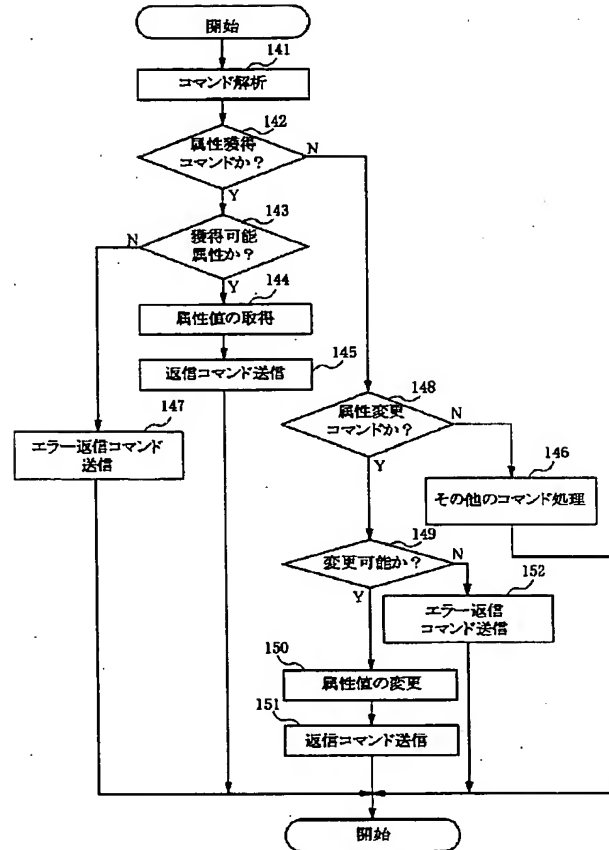 開始
141
コマンド解析
142
属性獲得
コマンドか？
N
Y
143
獲得可能
属性か？
N
Y
144
属性値の取得
145
返信コマンド送信
147
エラー返信コマンド
送信
148
属性変更
コマンドか？
N
Y
146
その他のコマンド処理
149
変更可能か？
N
Y
152
エラー返信
コマンド送信
150
属性値の変更
151
返信コマンド送信
開始